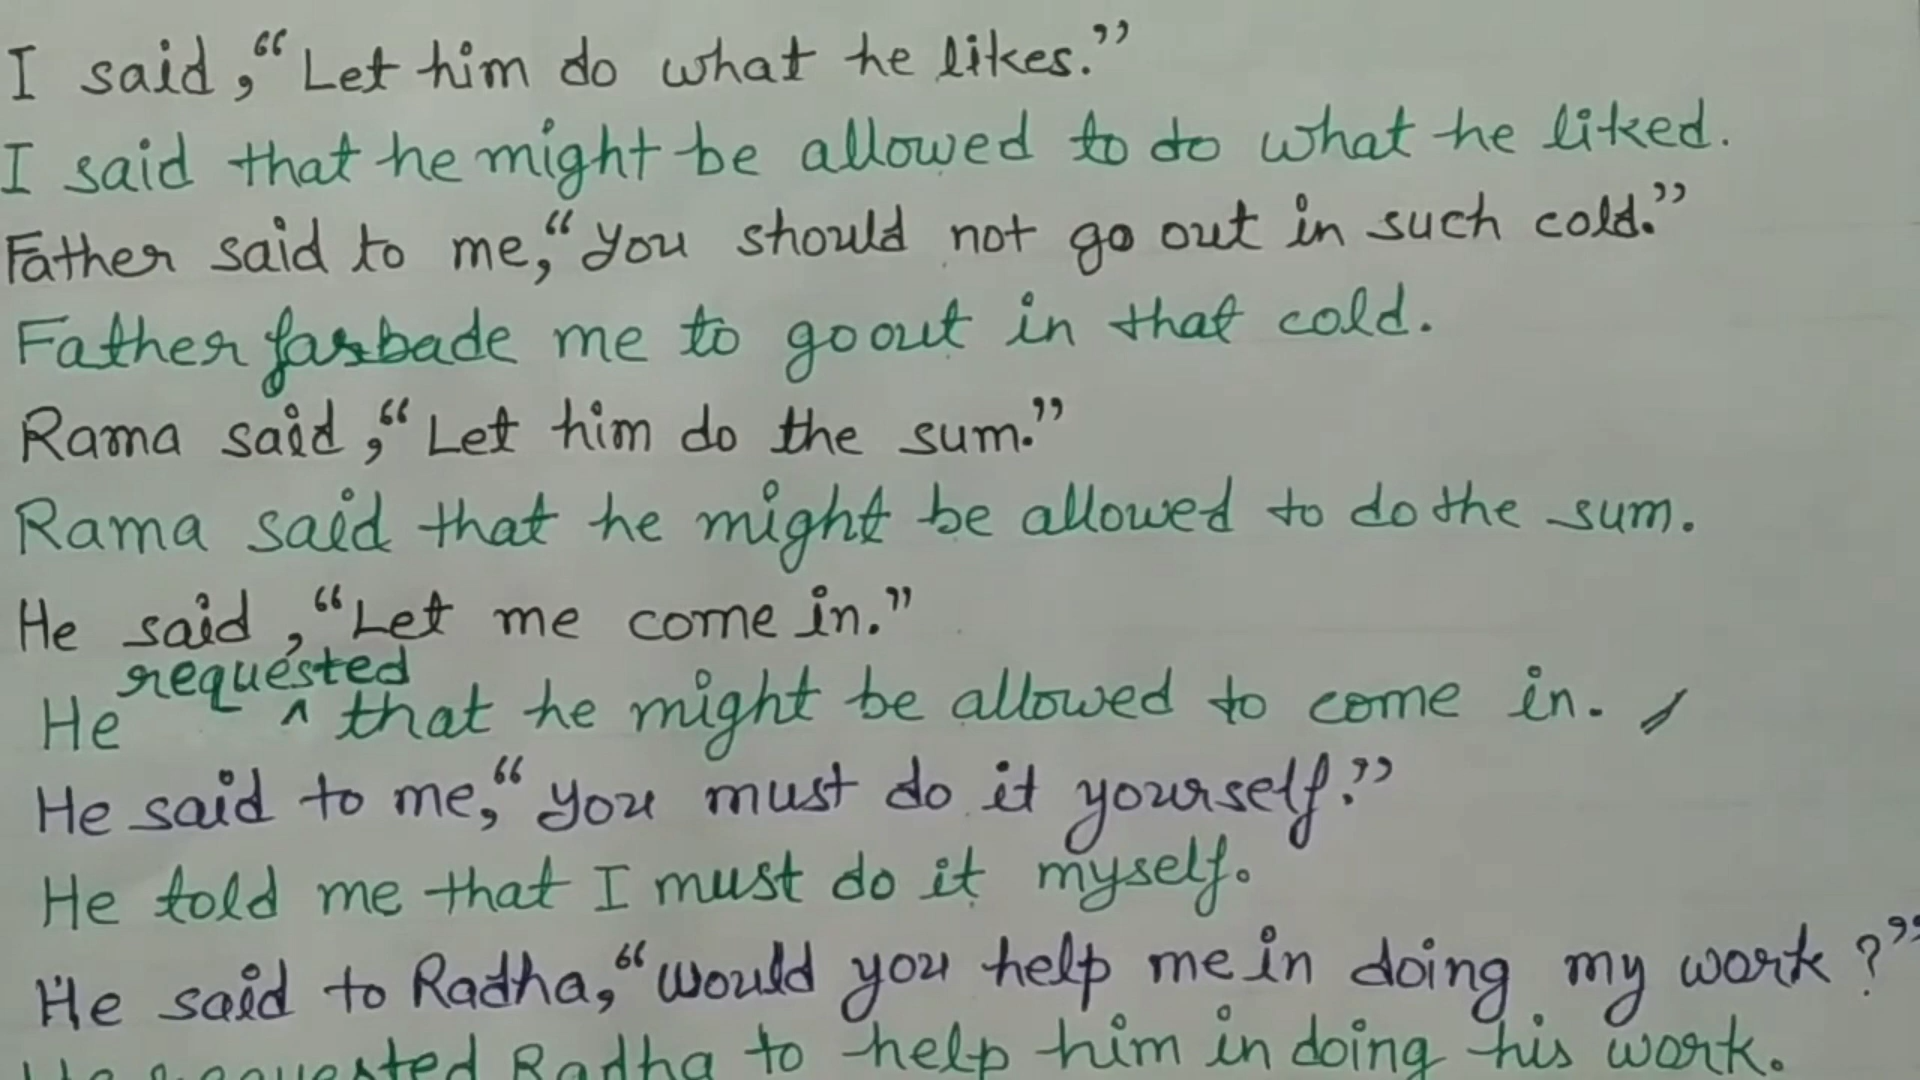 I said, “Let him do what he likes.”
I said that he might be allowed to do what he liked.
Father said to me, “You should not go out in such cold.”
Father farbade me to go out in that cold.
Rama said, “Let him do the sum.”
Rama said that he might be allowed to do the sum.
He said, “Let me come in.”
requested
He ^ that he might be allowed to come in.
He said to me, “You must do it yourself.”
He told me that I must do it myself.
He said to Radha, “Would you help me in doing my work?”
He requested Radha to help him in doing his work.